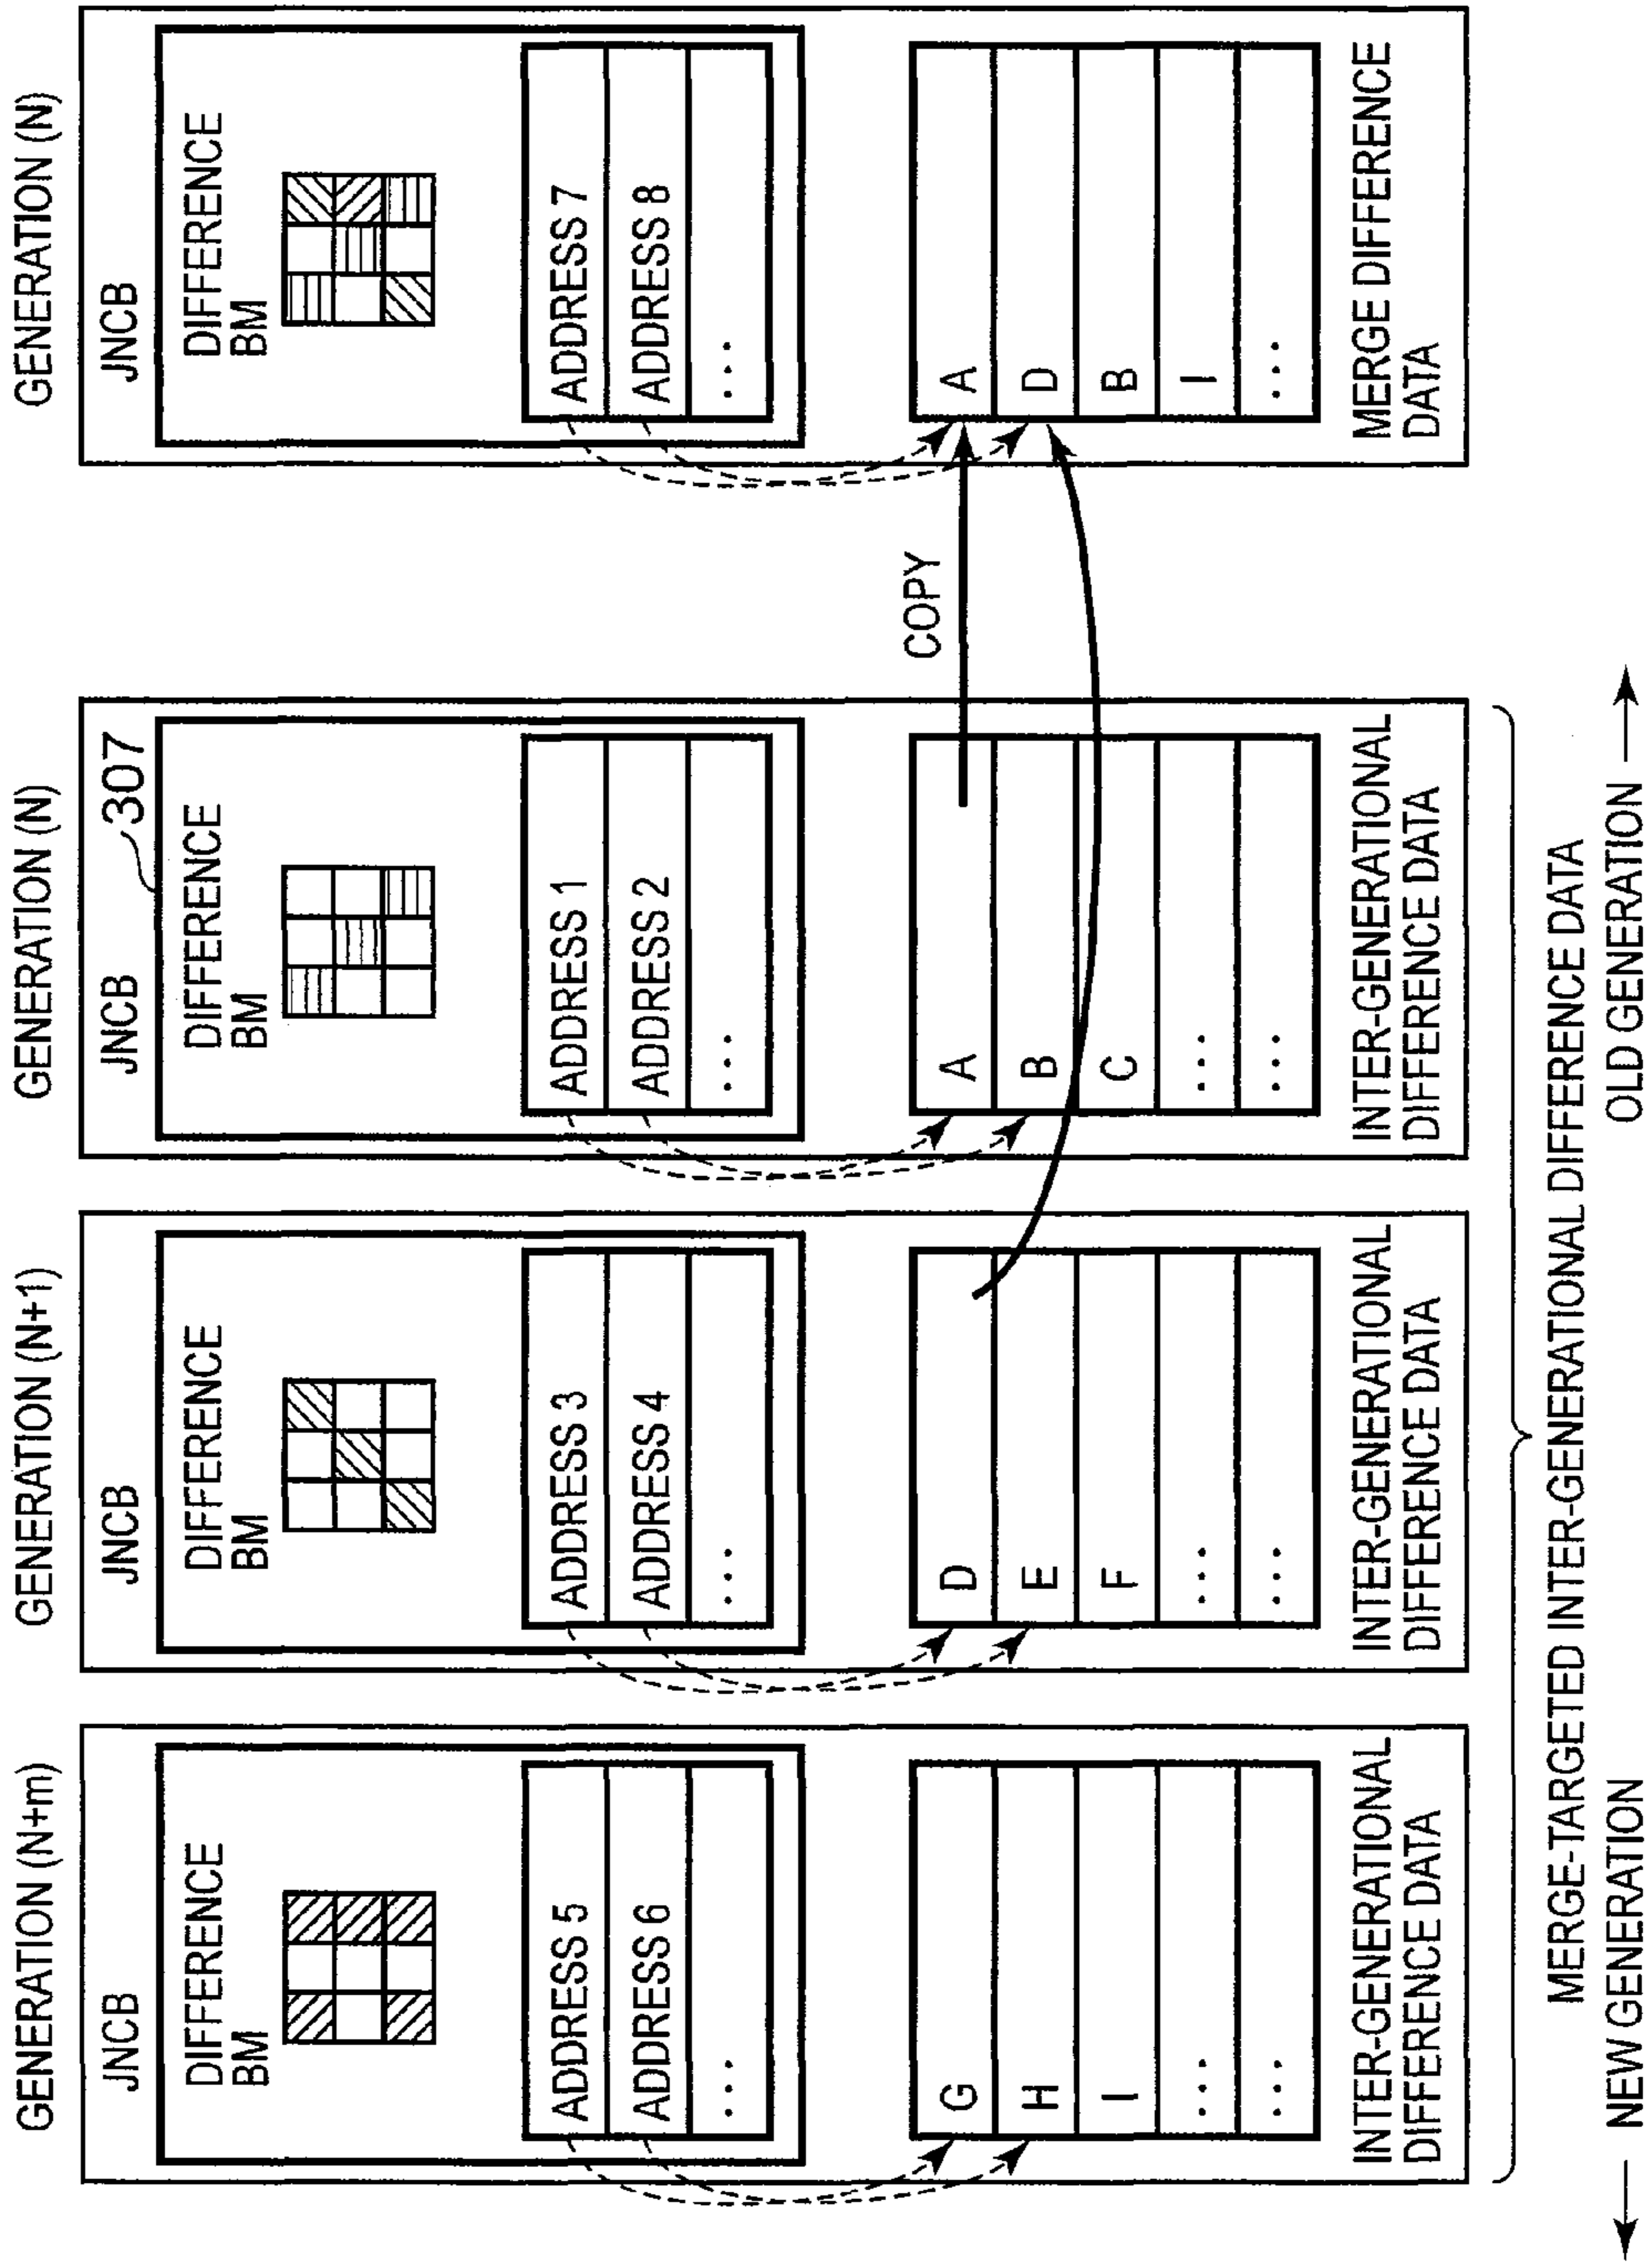 GENERATION (N+m)
JNCB
DIFFERENCE
BM
ADDRESS 5
ADDRESS 6
...
G
H
I
...
...
INTER-GENERATIONAL
DIFFERENCE DATA
GENERATION (N+1)
JNCB
DIFFERENCE
BM
ADDRESS 3
ADDRESS 4
...
D
E
F
...
...
INTER-GENERATIONAL
DIFFERENCE DATA
GENERATION (N)
JNCB
307
DIFFERENCE
BM
ADDRESS 1
ADDRESS 2
...
A
B
C
...
...
INTER-GENERATIONAL
DIFFERENCE DATA
COPY
GENERATION (N)
JNCB
DIFFERENCE
BM
ADDRESS 7
ADDRESS 8
...
A
D
B
I
...
MERGE DIFFERENCE
DATA
MERGE-TARGETED INTER-GENERATIONAL DIFFERENCE DATA
NEW GENERATION
OLD GENERATION